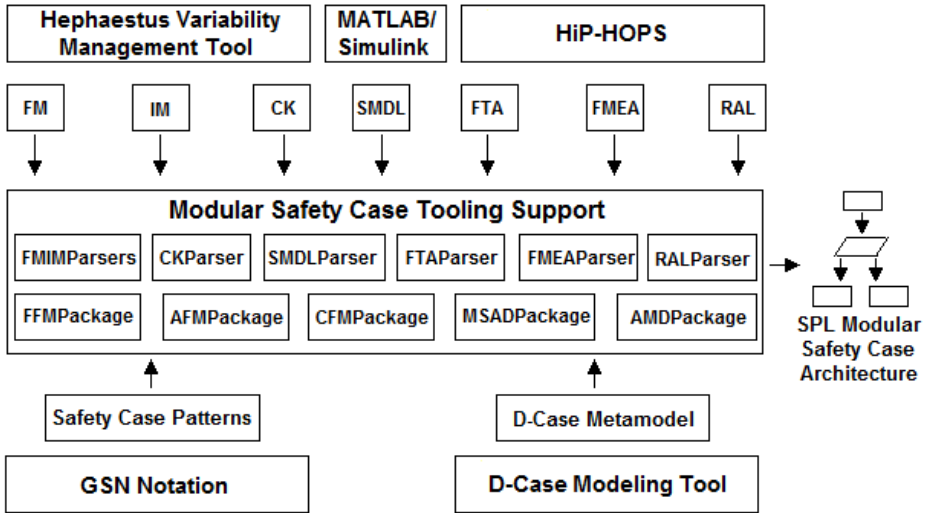 Hephaestus Variability
Management Tool
MATLAB/
Simulink
HiP-HOPS
FM
IM
CK
SMDL
FTA
FMEA
RAL
Modular Safety Case Tooling Support
FMIMParsers
CKParser
SMDLParser
FTAParser
FMEAParser
RALParser
FFMPackage
AFMPackage
CFMPackage
MSADPackage
AMDPackage
SPL Modular
Safety Case
Architecture
Safety Case Patterns
D-Case Metamodel
GSN Notation
D-Case Modeling Tool